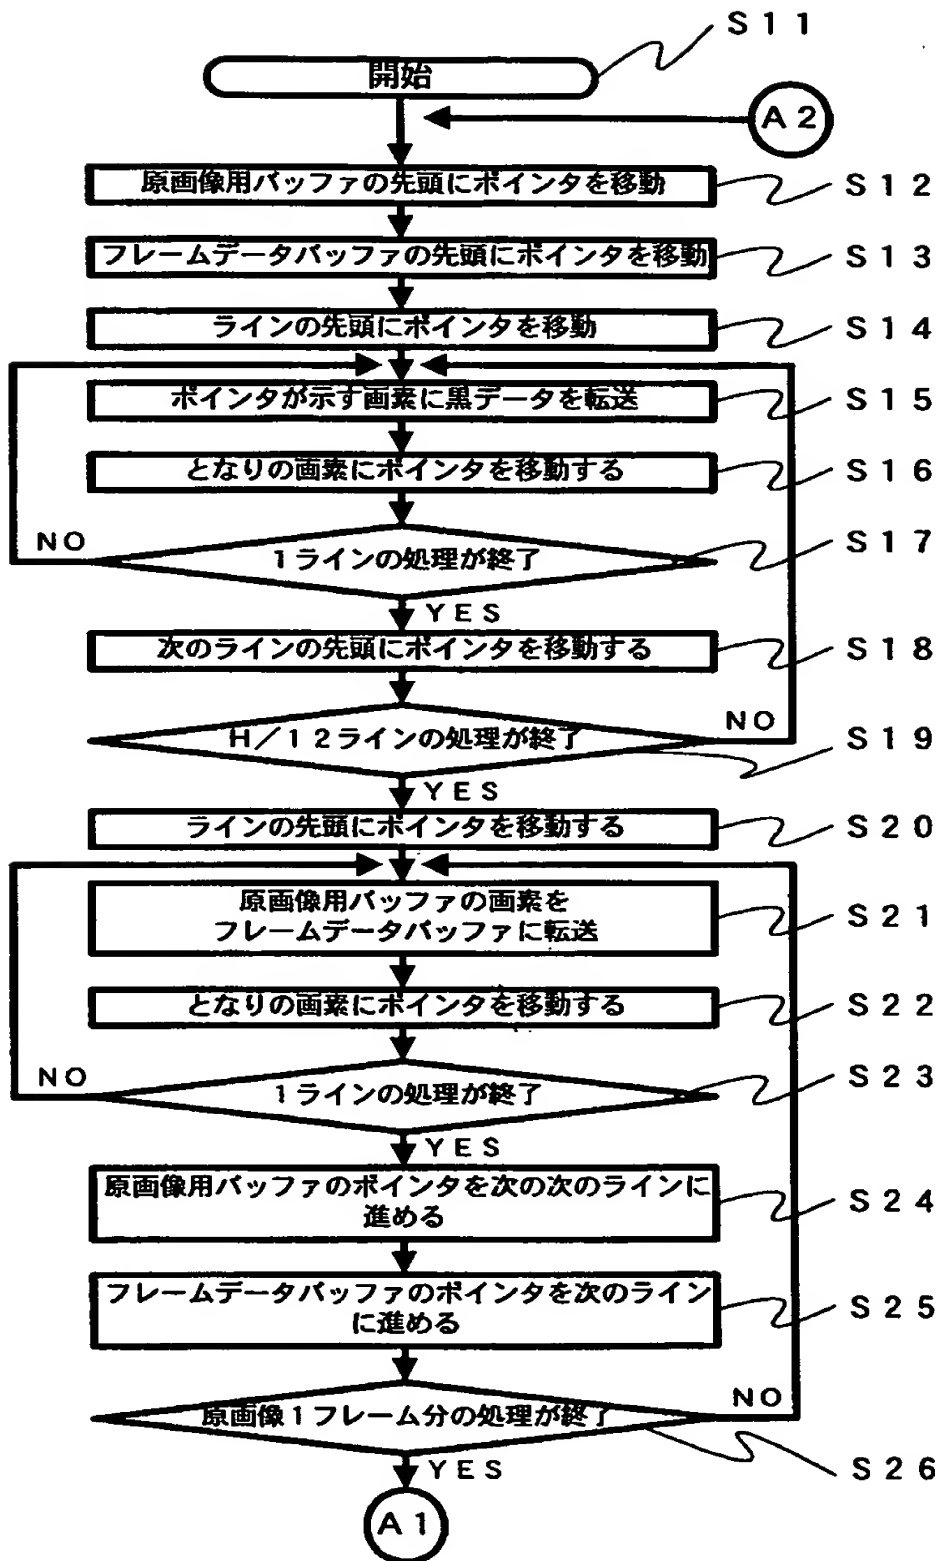 S11
開始
A2
原画像用バッファの先頭にポインタを移動
S12
フレームデータバッファの先頭にポインタを移動
S13
ラインの先頭にポインタを移動
S14
ポインタが示す画素に黒データを転送
S15
となりの画素にポインタを移動する
S16
NO
1ラインの処理が終了
S17
YES
次のラインの先頭にポインタを移動する
S18
H/12ラインの処理が終了
NO
S19
YES
ラインの先頭にポインタを移動する
S20
原画像用バッファの画素を
フレームデータバッファに転送
S21
となりの画素にポインタを移動する
S22
NO
1ラインの処理が終了
S23
YES
原画像用バッファのポインタを次の次のラインに
進める
S24
フレームデータバッファのポインタを次のライン
に進める
S25
原画像1フレーム分の処理が終了
NO
S26
YES
A1